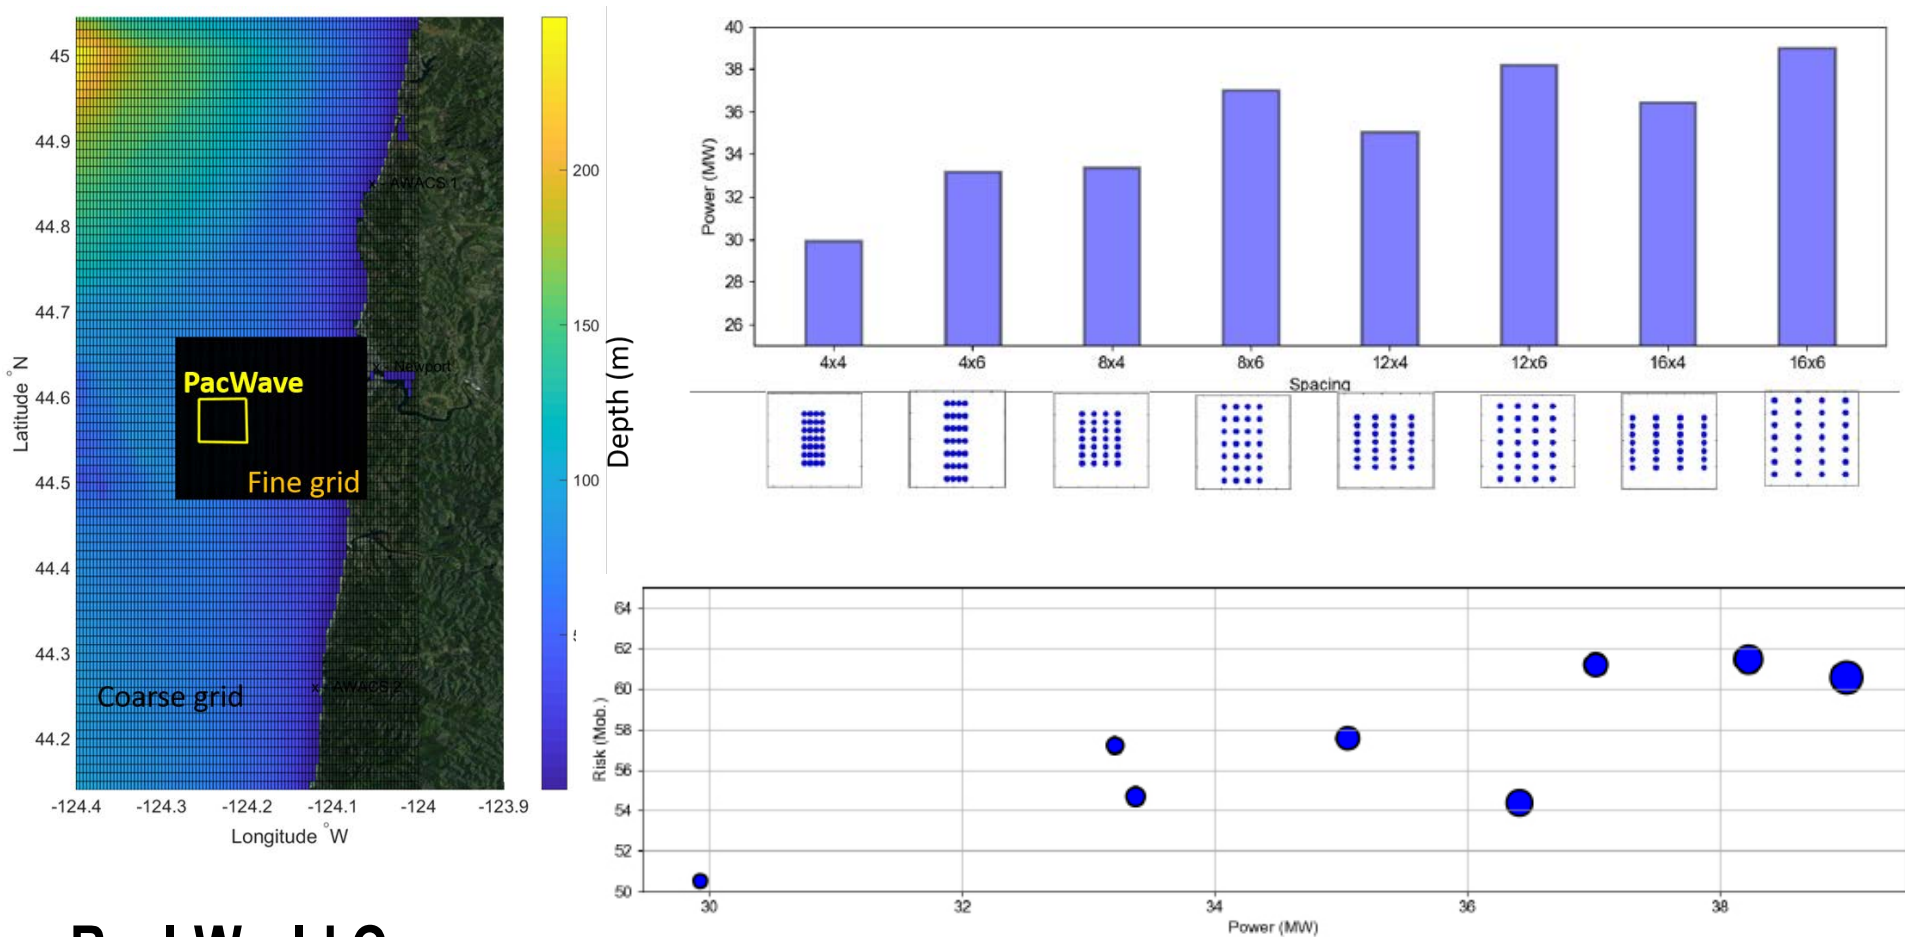 45
44.9
44.8
44.7
44.6
44.5
44.4
44.3
44.2
Latitude °N
-124.4 -124.3 -124.2 -124.1 -124 -123.9
Longitude °W
x - AWACS 1
x - Newport
PacWave
Fine grid
x - AWACS 2
Coarse grid
200
150
100
Depth (m)
40
38
36
34
32
30
28
26
Power (MW)
4x4 4x6 8x4 8x6 12x4 12x6 16x4 16x6
Spacing
64
62
60
58
56
54
52
50
Risk (Mob.)
30 32 34 36 38
Power (MW)